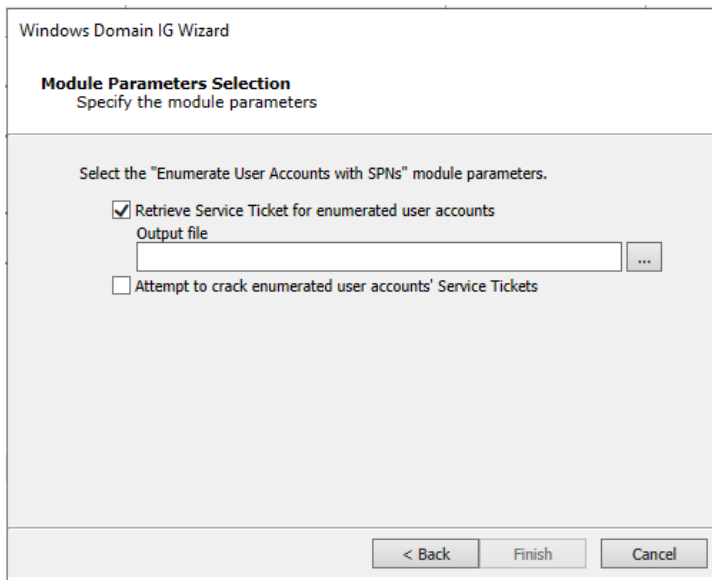 Windows Domain IG Wizard
Module Parameters Selection
Specify the module parameters
Select the "Enumerate User Accounts with SPNs" module parameters.
Retrieve Service Ticket for enumerated user accounts
Output file
...
Attempt to crack enumerated user accounts' Service Tickets
< Back Finish Cancel